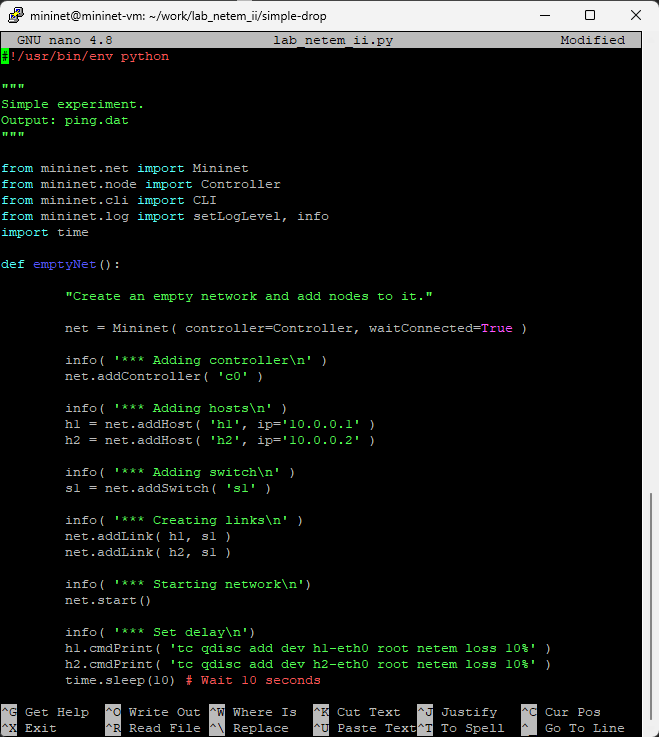 mininet@mininet-vm: ~/work/lab_netem_ii/simple-drop
GNU nano 4.8 lab_netem_ii.py Modified
#!/usr/bin/env python
"""
Simple experiment.
Output: ping.dat
"""
from mininet.net import Mininet
from mininet.node import Controller
from mininet.cli import CLI
from mininet.log import setLogLevel, info
import time
def emptyNet():
"Create an empty network and add nodes to it."
net = Mininet( controller=Controller, waitConnected=True )
info( '*** Adding controller\n' )
net.addController( 'c0' )
info( '*** Adding hosts\n' )
h1 = net.addHost( 'h1', ip='10.0.0.1' )
h2 = net.addHost( 'h2', ip='10.0.0.2' )
info( '*** Adding switch\n' )
s1 = net.addSwitch( 's1' )
info( '*** Creating links\n' )
net.addLink( h1, s1 )
net.addLink( h2, s1 )
info( '*** Starting network\n')
net.start()
info( '*** Set delay\n')
h1.cmdPrint( 'tc qdisc add dev h1-eth0 root netem loss 10%' )
h2.cmdPrint( 'tc qdisc add dev h2-eth0 root netem loss 10%' )
time.sleep(10) # Wait 10 seconds
^G Get Help ^O Write Out ^W Where Is ^K Cut Text ^J Justify ^C Cur Pos
^X Exit ^R Read File ^\ Replace ^U Paste Text ^T To Spell ^_ Go To Line